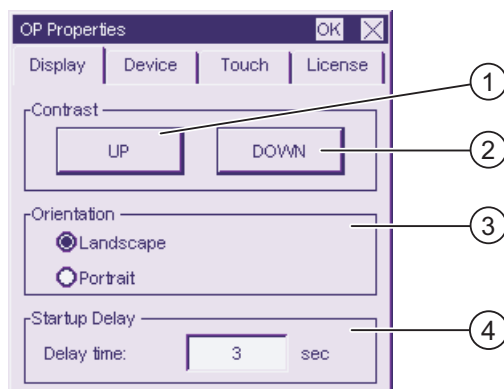 OP Properties OK
Display Device Touch License
Contrast
UP DOWN
Orientation
Landscape
Portrait
Startup Delay
Delay time: 3 sec
1
2
3
4